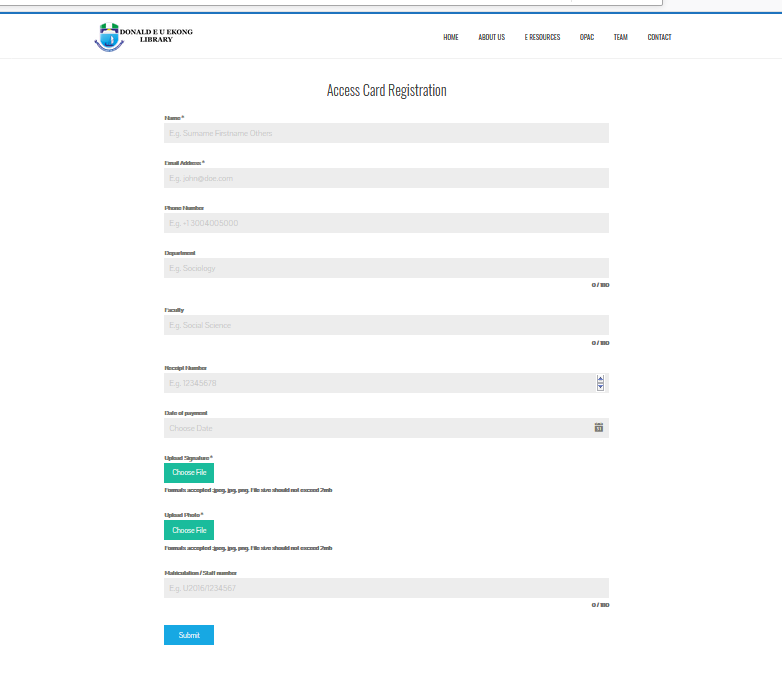 DONALD E U EKONG
LIBRARY
HOME ABOUT US E RESOURCES OPAC TEAM CONTACT
Access Card Registration
Name *
E.g. Surname Firstname Others
Email Address *
E.g. john@doe.com
Phone Number
E.g. +1 3004005000
Department
E.g. Sociology
0 / 180
Faculty
E.g. Social Science
0 / 180
Receipt Number
E.g. 12345678
Date of payment
Choose Date
Upload Signature *
Choose File
Formats accepted :jpeg, jpg, png. File size should not exceed 2mb
Upload Photo *
Choose File
Formats accepted :jpeg, jpg, png. File size should not exceed 2mb
Matriculation / Staff number
E.g. U2016/1234567
0 / 180
Submit